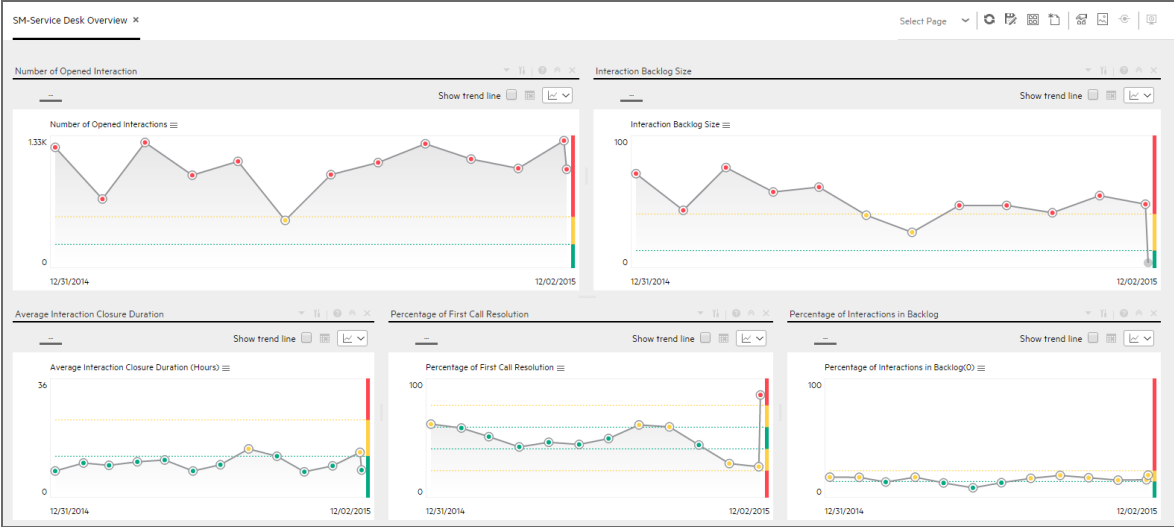 SM-Service Desk Overview ×
Select Page
Number of Opened Interaction
--
Show trend line
Number of Opened Interactions
1.33K
0
12/31/2014 12/02/2015
Interaction Backlog Size
--
Show trend line
Interaction Backlog Size
100
0
12/31/2014 12/02/2015
Average Interaction Closure Duration
--
Show trend line
Average Interaction Closure Duration (Hours)
36
0
12/31/2014 12/02/2015
Percentage of First Call Resolution
--
Show trend line
Percentage of First Call Resolution
100
0
12/31/2014 12/02/2015
Percentage of Interactions in Backlog
--
Show trend line
Percentage of Interactions in Backlog(0)
100
0
12/31/2014 12/02/2015